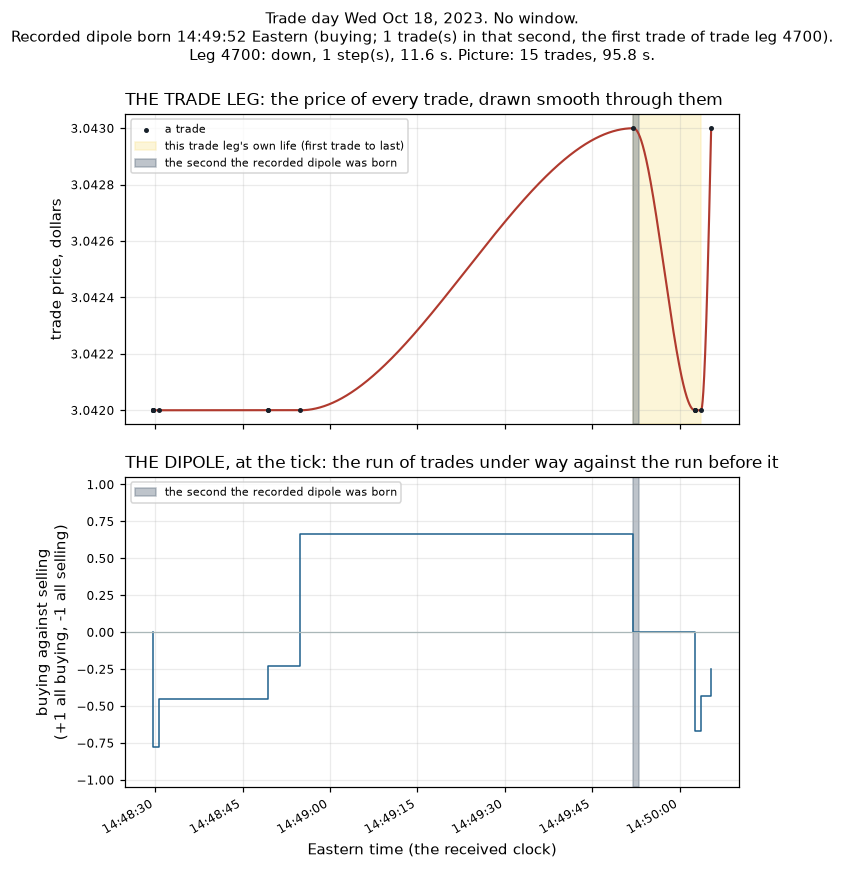 Trade day Wed Oct 18, 2023. No window.
Recorded dipole born 14:49:52 Eastern (buying; 1 trade(s) in that second, the first trade of trade leg 4700).
Leg 4700: down, 1 step(s), 11.6 s. Picture: 15 trades, 95.8 s.
THE TRADE LEG: the price of every trade, drawn smooth through them
a trade
this trade leg's own life (first trade to last)
the second the recorded dipole was born
trade price, dollars
3.0430
3.0428
3.0426
3.0424
3.0422
3.0420
THE DIPOLE, at the tick: the run of trades under way against the run before it
the second the recorded dipole was born
buying against selling
(+1 all buying, -1 all selling)
1.00
0.75
0.50
0.25
0.00
−0.25
−0.50
−0.75
−1.00
14:48:30
14:48:45
14:49:00
14:49:15
14:49:30
14:49:45
14:50:00
Eastern time (the received clock)